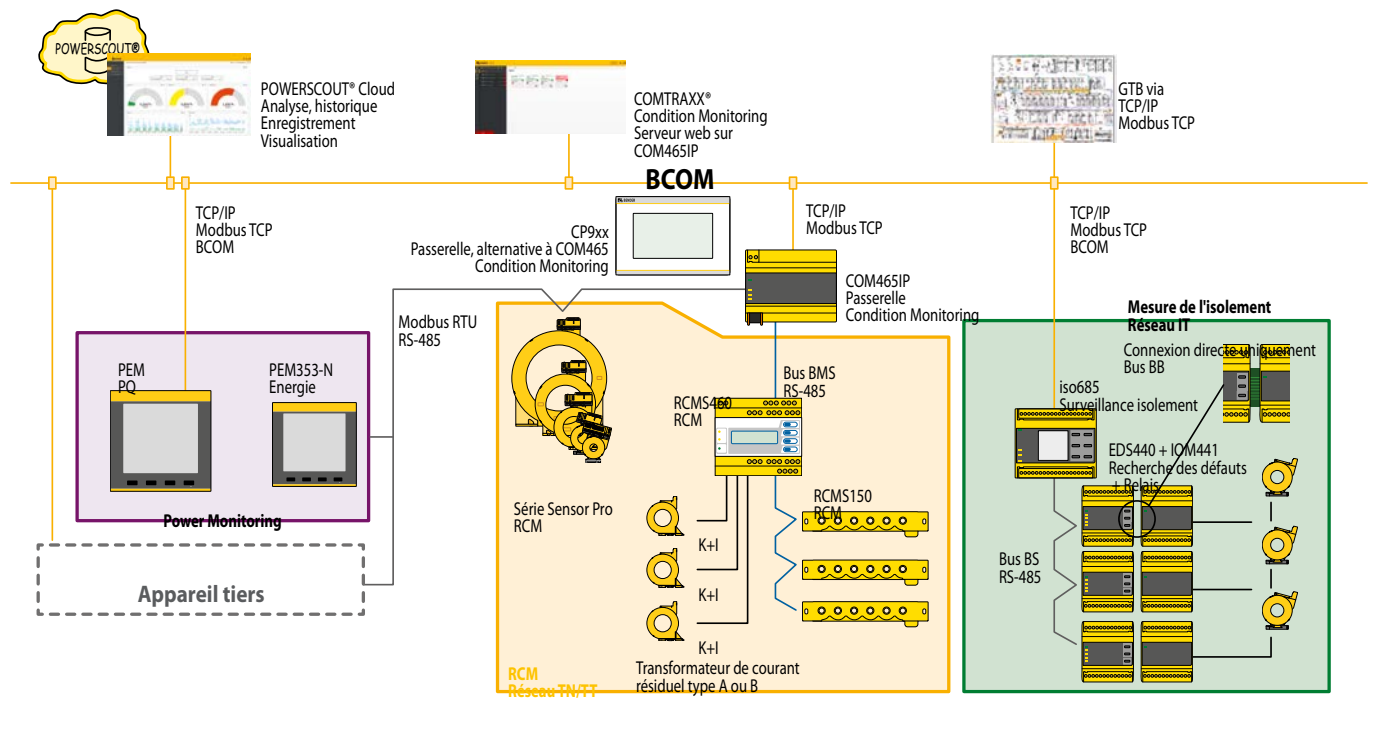 POWERSCOUT®
POWERSCOUT® Cloud
Analyse, historique
Enregistrement
Visualisation
COMTRAXX®
Condition Monitoring
Serveur web sur
COM465IP
GTB via
TCP/IP
Modbus TCP
BCOM
TCP/IP
Modbus TCP
BCOM
CP9xx
Passerelle, alternative à COM465
Condition Monitoring
BENDER
TCP/IP
Modbus TCP
TCP/IP
Modbus TCP
BCOM
COM465IP
Passerelle
Condition Monitoring
Modbus RTU
RS-485
Mesure de l'isolement
Réseau IT
Connexion directe uniquement
Bus BB
PEM
PQ
PEM353-N
Energie
Power Monitoring
Appareil tiers
Bus BMS
RS-485
RCMS460
RCM
Série Sensor Pro
RCM
RCMS150
RCM
K+I
K+I
K+I
Transformateur de courant
résiduel type A ou B
RCM
Réseau TN/TT
iso685
Surveillance isolement
EDS440 + IOM441
Recherche des défauts
+ Relais
Bus BS
RS-485